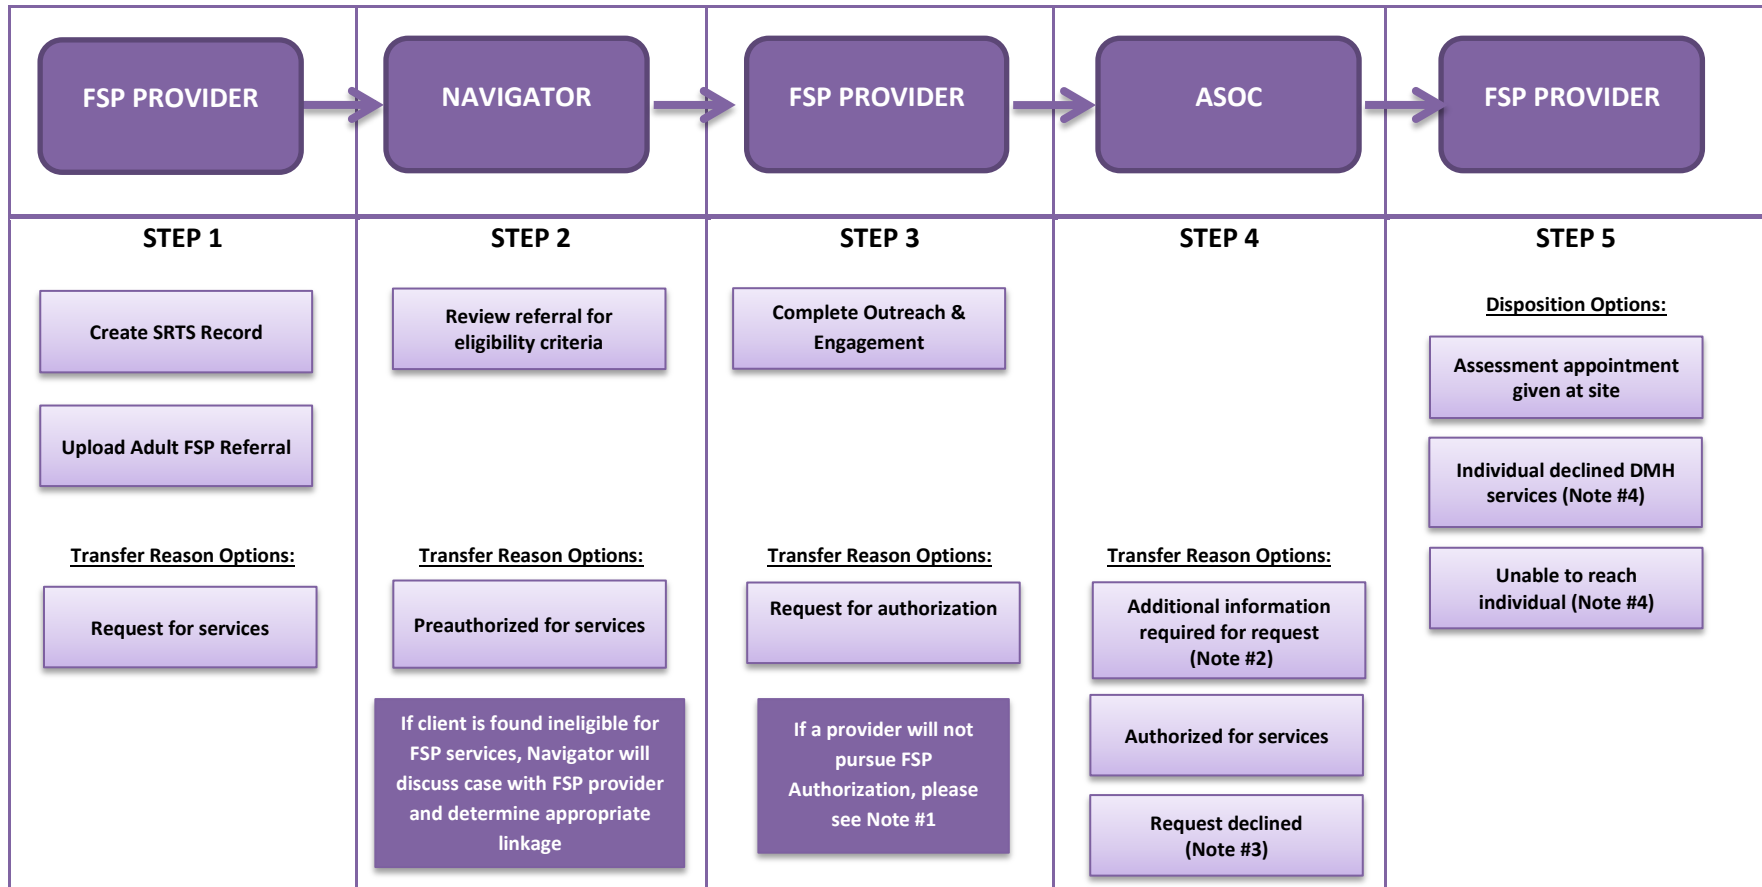 FSP PROVIDER
NAVIGATOR
FSP PROVIDER
ASOC
FSP PROVIDER
STEP 1
Create SRTS Record
Upload Adult FSP Referral
Transfer Reason Options:
Request for services
STEP 2
Review referral for
eligibility criteria
Transfer Reason Options:
Preauthorized for services
If client is found ineligible for
FSP services, Navigator will
discuss case with FSP provider
and determine appropriate
linkage
STEP 3
Complete Outreach &
Engagement
Transfer Reason Options:
Request for authorization
If a provider will not
pursue FSP
Authorization, please
see Note #1
STEP 4
Transfer Reason Options:
Additional information
required for request
(Note #2)
Authorized for services
Request declined
(Note #3)
STEP 5
Disposition Options:
Assessment appointment
given at site
Individual declined DMH
services (Note #4)
Unable to reach
individual (Note #4)